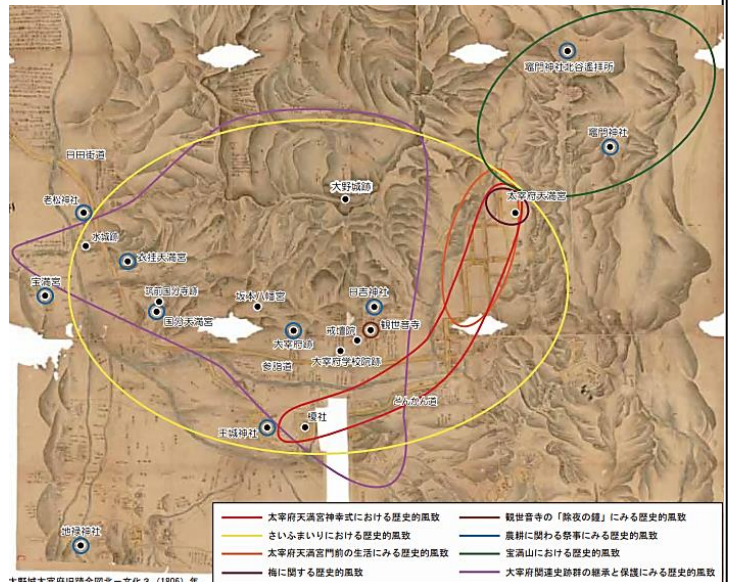 竈門神社北谷遙拝所
竈門神社
日田街道
大野城跡
太宰府天満宮
老松神社
水城跡
衣掛天満宮
宝満宮
筑前国分寺跡
国分天満宮
坂本八幡宮
日吉神社
観世音寺
戒壇院
大宰府跡
大宰府学校院跡
参詣道
どんかん道
王城神社
榎社
地禄神社
太宰府天満宮神幸式における歴史的風致
さいふまいりにおける歴史的風致
太宰府天満宮門前の生活にみる歴史的風致
梅に関する歴史的風致
観世音寺の「除夜の鐘」にみる歴史的風致
農耕に関わる祭事にみる歴史的風致
宝満山における歴史的風致
大宰府関連史跡群の継承と保護にみる歴史的風致